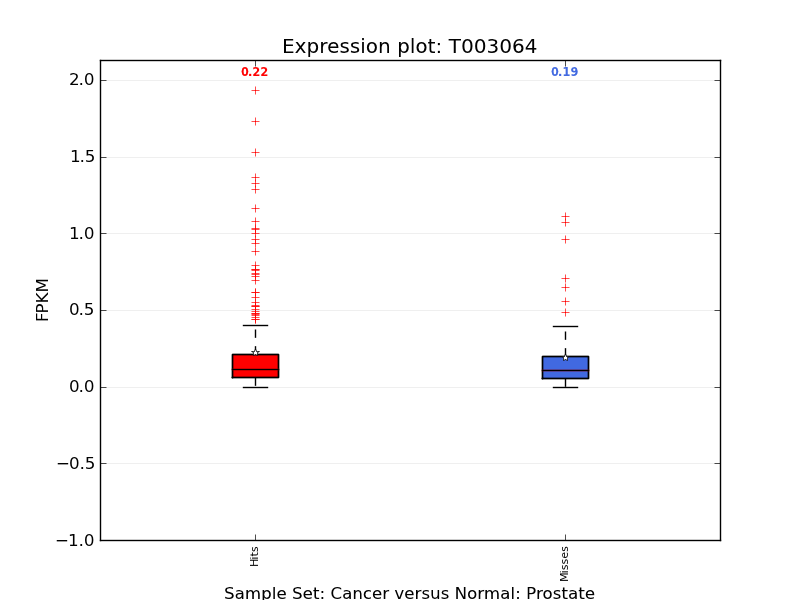 Expression plot: T003064
0.22
0.19
2.0
1.5
1.0
0.5
0.0
−0.5
−1.0
FPKM
Hits
Misses
Sample Set: Cancer versus Normal: Prostate